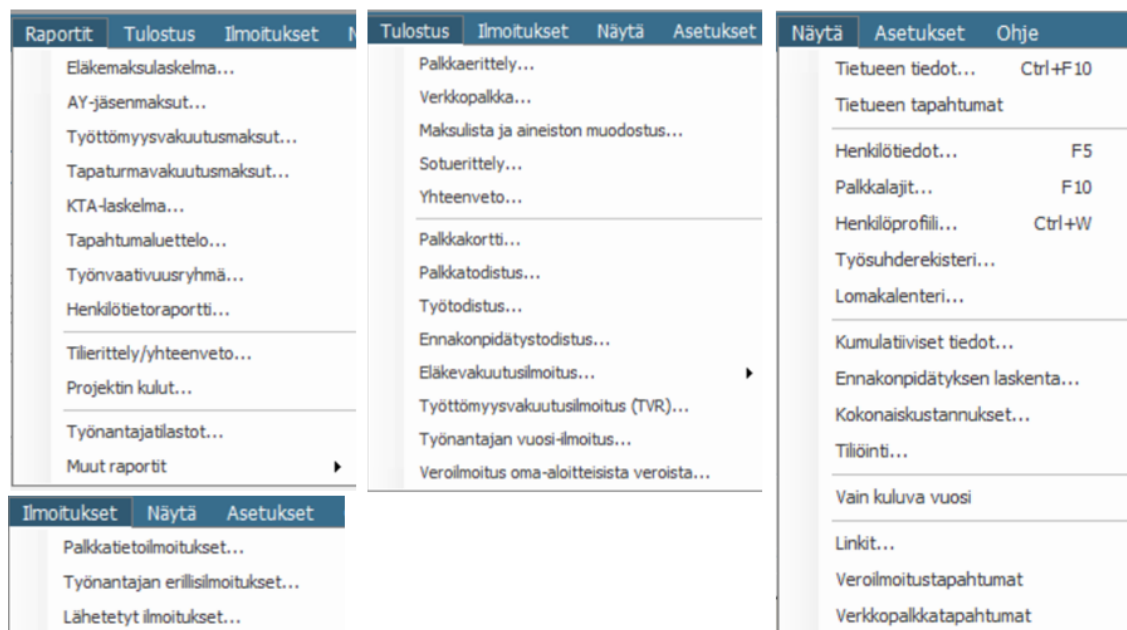 Raportit Tulostus Ilmoitukset
Eläkemaksulaskelma...
AY-jäsenmaksut...
Työttömyysvakuutusmaksut...
Tapaturmavakuutusmaksut...
KTA-laskelma...
Tapahtumaluettelo...
Työnvaativuusryhmä...
Henkilötietoraportti...
Tilierittely/yhteenveto...
Projektin kulut...
Työnantajatilastot...
Muut raportit
Tulostus Ilmoitukset Näytä Asetukset
Palkkaerittely...
Verkkopalkka...
Maksulista ja aineiston muodostus...
Sotuerittely...
Yhteenveto...
Palkkakortti...
Palkkatodistus...
Työtodistus...
Ennakonpidätystodistus...
Eläkevakuutusilmoitus...
Työttömyysvakuutusilmoitus (TVR)...
Työnantajan vuosi-ilmoitus...
Veroilmoitus oma-aloitteisista veroista...
Näytä Asetukset Ohje
Tietueen tiedot... Ctrl+F10
Tietueen tapahtumat
Henkilötiedot... F5
Palkkalajit... F10
Henkilöprofiili... Ctrl+W
Työsuhderekisteri...
Lomakalenteri...
Kumulatiiviset tiedot...
Ennakonpidätyksen laskenta...
Kokonaiskustannukset...
Tiliöinti...
Vain kuluva vuosi
Linkit...
Veroilmoitustapahtumat
Verkkopalkkatapahtumat
Ilmoitukset Näytä Asetukset
Palkkatietoilmoitukset...
Työnantajan erillisilmoitukset...
Lähetetyt ilmoitukset...